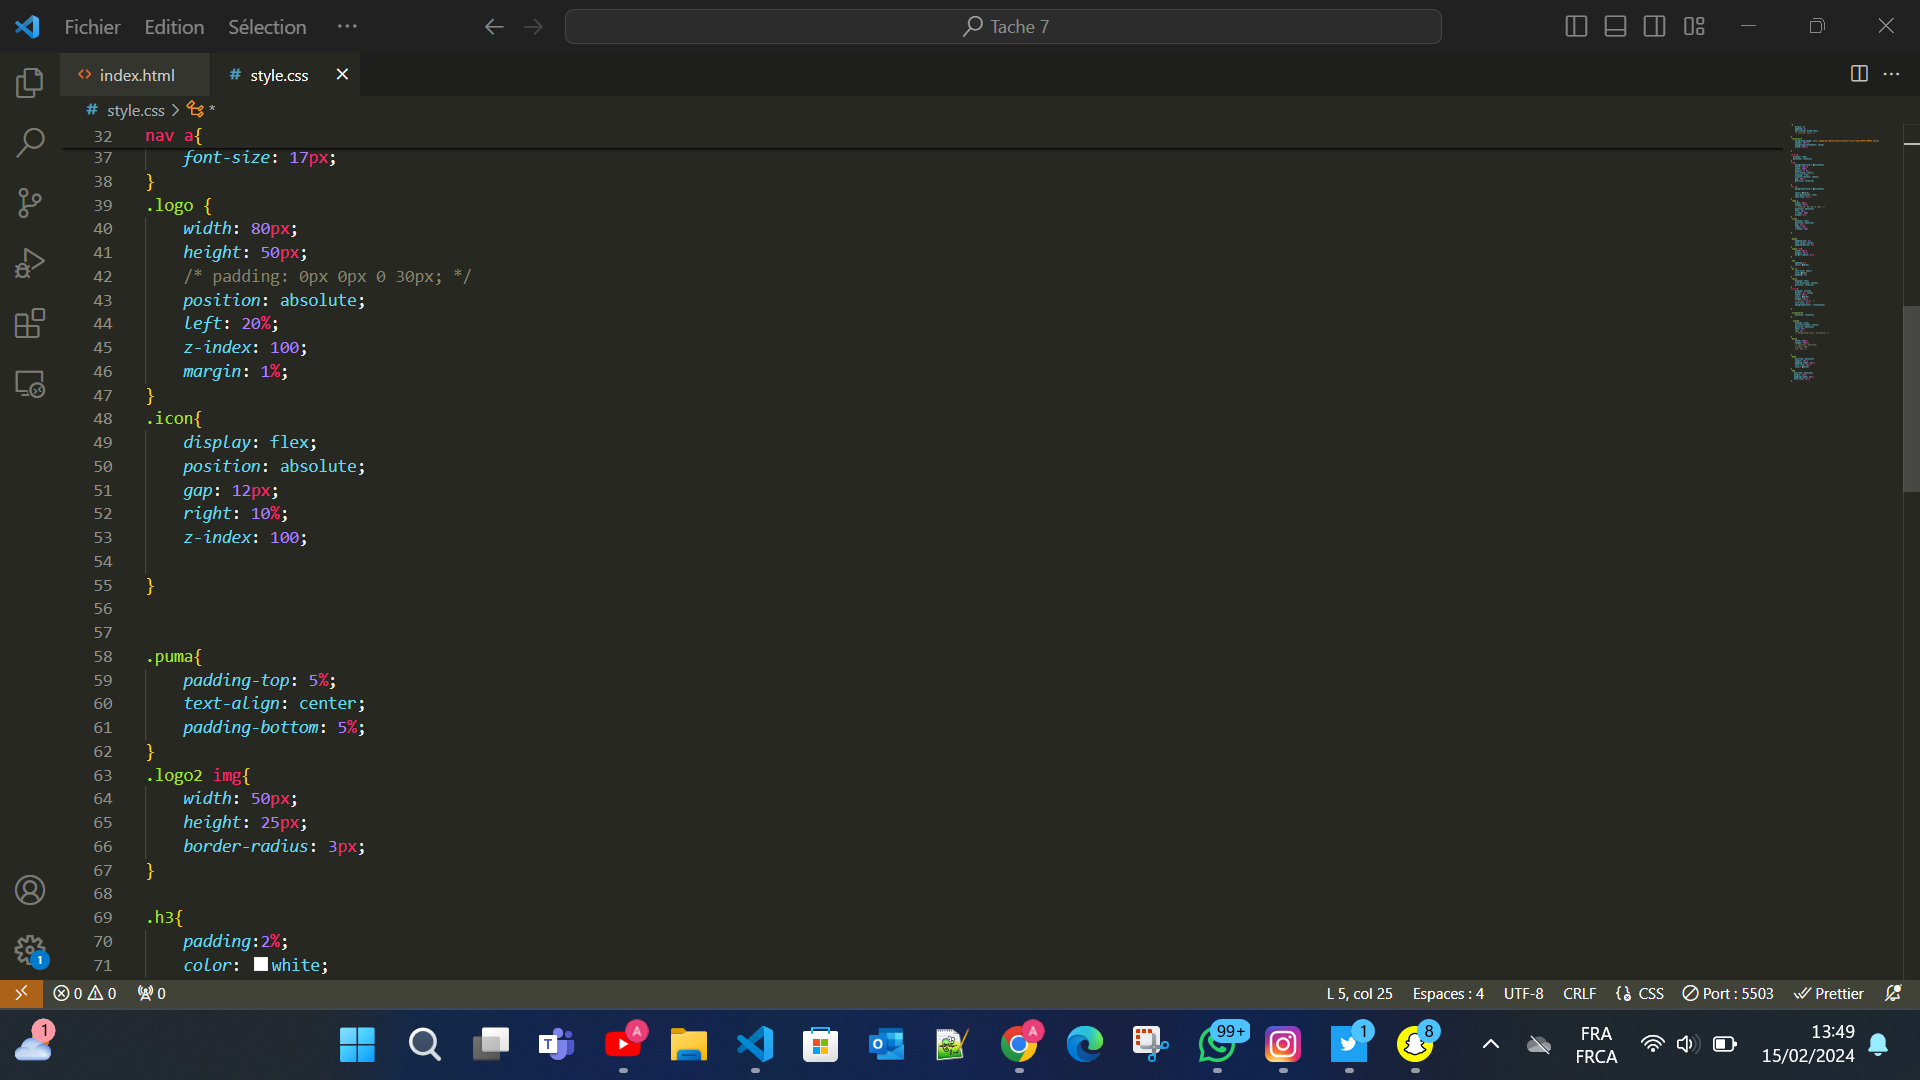 Fichier Edition Sélection ··· Tache 7
index.html # style.css
# style.css > *
32 nav a{
37 font-size: 17px;
38 }
39 .logo {
40 width: 80px;
41 height: 50px;
42 /* padding: 0px 0px 0 30px; */
43 position: absolute;
44 left: 20%;
45 z-index: 100;
46 margin: 1%;
47 }
48 .icon{
49 display: flex;
50 position: absolute;
51 gap: 12px;
52 right: 10%;
53 z-index: 100;
54
55 }
56
57
58 .puma{
59 padding-top: 5%;
60 text-align: center;
61 padding-bottom: 5%;
62 }
63 .logo2 img{
64 width: 50px;
65 height: 25px;
66 border-radius: 3px;
67 }
68
69 .h3{
70 padding:2%;
71 color: white;
1
0 0 0 L 5, col 25 Espaces : 4 UTF-8 CRLF CSS Port : 5503 Prettier
1 T A O A 99+ 1 8 FRA 13:49
FRCA 15/02/2024